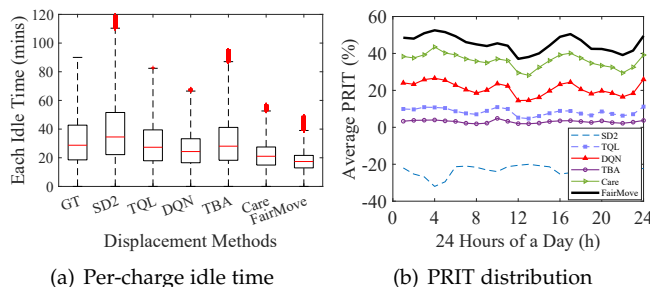 Each Idle Time (mins)
120
100
80
60
40
20
0
GT
SD2
TQL
DQN
TBA
Care
FairMove
Displacement Methods
(a) Per-charge idle time
Average PRIT (%)
60
40
20
0
-20
-40
0
4
8
12
16
20
24
SD2
TQL
DQN
TBA
Care
FairMove
24 Hours of a Day (h)
(b) PRIT distribution